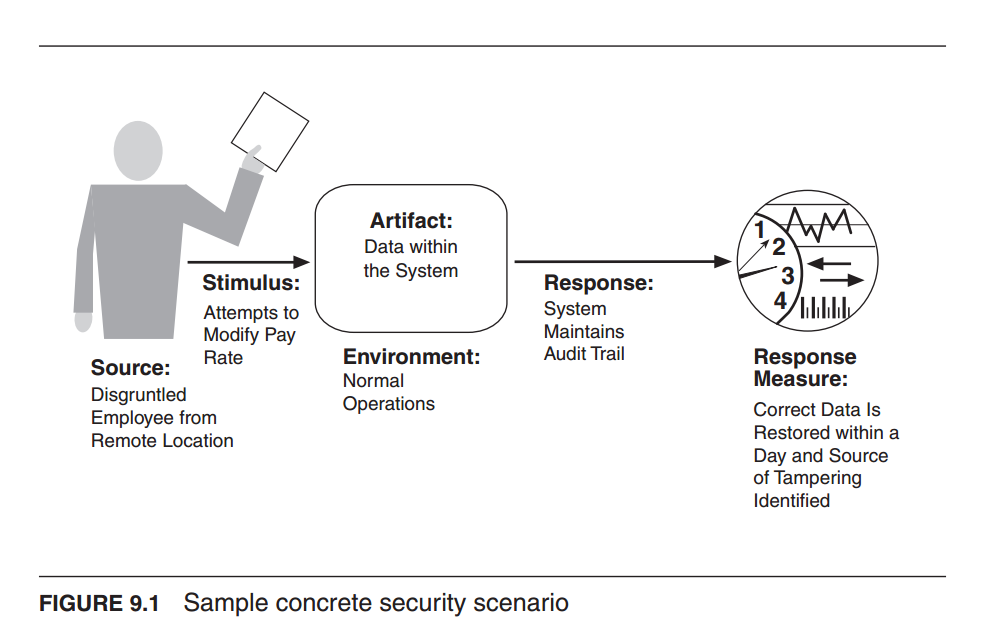 Source:
Disgruntled
Employee from
Remote Location
Stimulus:
Attempts to
Modify Pay
Rate
Artifact:
Data within
the System
Environment:
Normal
Operations
Response:
System
Maintains
Audit Trail
1
2
3
4
Response
Measure:
Correct Data Is
Restored within a
Day and Source
of Tampering
Identified
FIGURE 9.1 Sample concrete security scenario